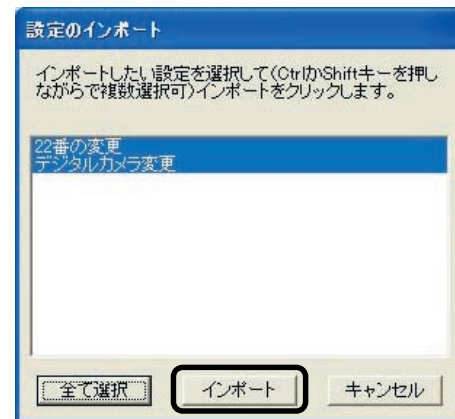 設定のインポート
インポートしたい設定を選択して(CtrlかShiftキーを押し
ながらで複数選択可)インポートをクリックします。
22番の変更
デジタルカメラ変更
全て選択
インポート
キャンセル